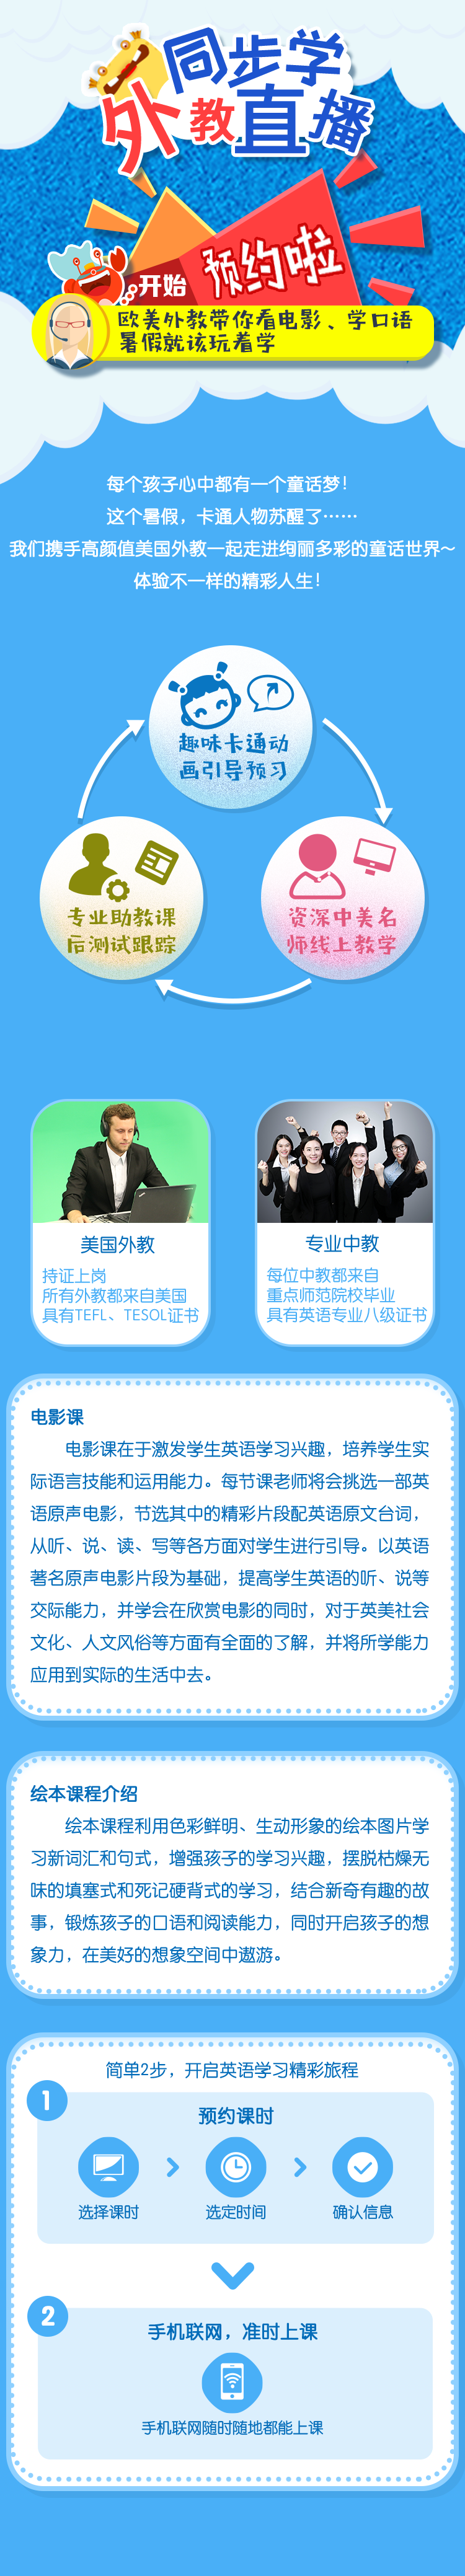 同步学
外教直播
开始 预约啦
欧美外教带你看电影、学口语
暑假就该玩着学
每个孩子心中都有一个童话梦！
这个暑假，卡通人物苏醒了……
我们携手高颜值美国外教一起走进绚丽多彩的童话世界~
体验不一样的精彩人生！
趣味卡通动
画引导预习
专业助教课
后测试跟踪
资深中美名
师线上教学
美国外教
持证上岗
所有外教都来自美国
具有TEFL、TESOL证书
专业中教
每位中教都来自
重点师范院校毕业
具有英语专业八级证书
电影课
电影课在于激发学生英语学习兴趣，培养学生实
际语言技能和运用能力。每节课老师将会挑选一部英
语原声电影，节选其中的精彩片段配英语原文台词，
从听、说、读、写等各方面对学生进行引导。以英语
著名原声电影片段为基础，提高学生英语的听、说等
交际能力，并学会在欣赏电影的同时，对于英美社会
文化、人文风俗等方面有全面的了解，并将所学能力
应用到实际的生活中去。
绘本课程介绍
绘本课程利用色彩鲜明、生动形象的绘本图片学
习新词汇和句式，增强孩子的学习兴趣，摆脱枯燥无
味的填塞式和死记硬背式的学习，结合新奇有趣的故
事，锻炼孩子的口语和阅读能力，同时开启孩子的想
象力，在美好的想象空间中遨游。
简单2步，开启英语学习精彩旅程
1
预约课时
选择课时 选定时间 确认信息
2
手机联网，准时上课
手机联网随时随地都能上课